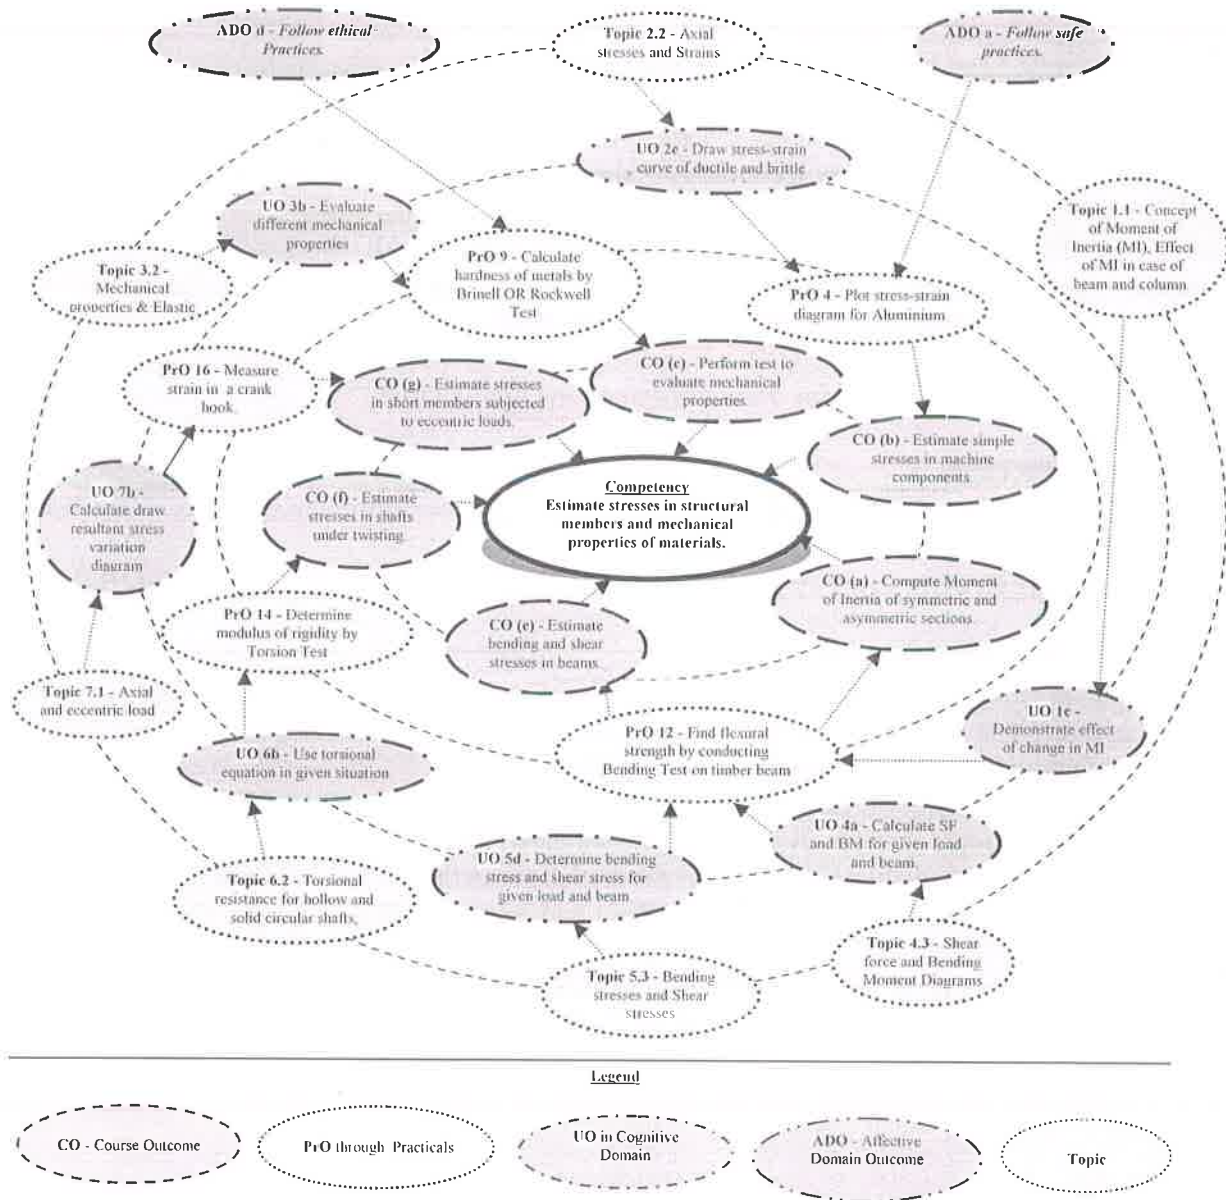 ADO d - Follow ethical
Practices.
Topic 2.2 - Axial
stresses and Strains
ADO a - Follow safe
practices.
UO 2e - Draw stress-strain
curve of ductile and brittle
UO 3b - Evaluate
different mechanical
properties
Topic 1.1 - Concept
of Moment of
Inertia (MI), Effect
of MI in case of
beam and column
Topic 3.2 -
Mechanical
properties & Elastic
PrO 9 - Calculate
hardness of metals by
Brinell OR Rockwell
Test
PrO 4 - Plot stress-strain
diagram for Aluminium
PrO 16 - Measure
strain in a crank
hook.
CO (g) - Estimate stresses
in short members subjected
to eccentric loads.
CO (c) - Perform test to
evaluate mechanical
properties.
CO (b) - Estimate simple
stresses in machine
components.
UO 7b -
Calculate draw
resultant stress
variation
diagram
CO (f) - Estimate
stresses in shafts
under twisting.
Competency
Estimate stresses in structural
members and mechanical
properties of materials.
CO (a) - Compute Moment
of Inertia of symmetric and
asymmetric sections.
PrO 14 - Determine
modulus of rigidity by
Torsion Test
CO (e) - Estimate
bending and shear
stresses in beams.
Topic 7.1 - Axial
and eccentric load
UO 1c -
Demonstrate effect
of change in MI
PrO 12 - Find flexural
strength by conducting
Bending Test on timber beam
UO 6b - Use torsional
equation in given situation
UO 4a - Calculate SF
and BM for given load
and beam.
UO 5d - Determine bending
stress and shear stress for
given load and beam.
Topic 6.2 - Torsional
resistance for hollow and
solid circular shafts,
Topic 4.3 - Shear
force and Bending
Moment Diagrams
Topic 5.3 - Bending
stresses and Shear
stresses
Legend
CO - Course Outcome
PrO through Practicals
UO in Cognitive
Domain
ADO - Affective
Domain Outcome
Topic